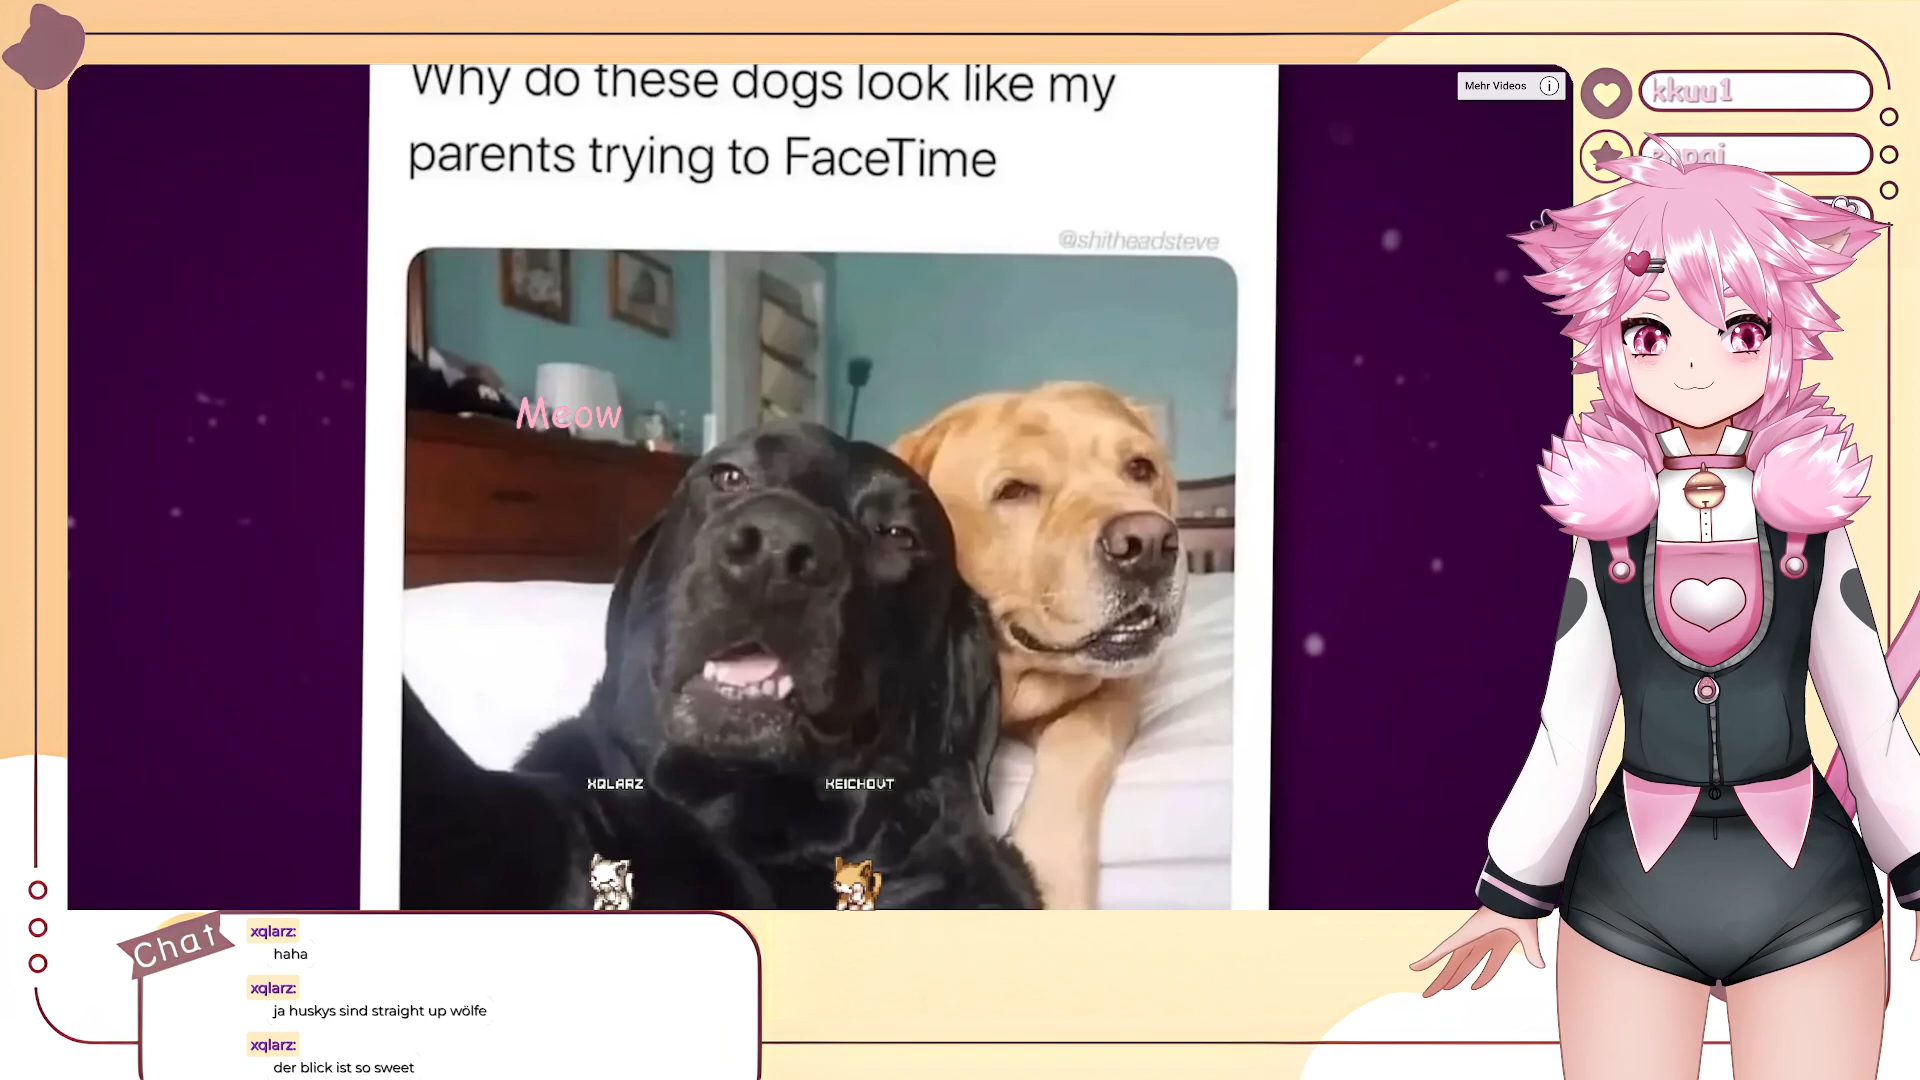 Why do these dogs look like my
parents trying to FaceTime
@shitheadsteve
Mehr Videos
kkuu1
Meow
XQLARZ
KEICHOVT
Chat
xqlarz:
haha
xqlarz:
ja huskys sind straight up wölfe
xqlarz:
der blick ist so sweet